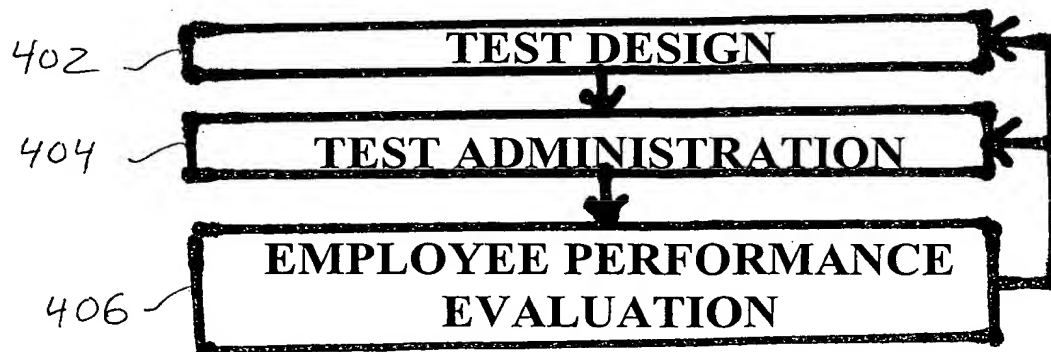 402
TEST DESIGN
404
TEST ADMINISTRATION
406
EMPLOYEE PERFORMANCE
EVALUATION